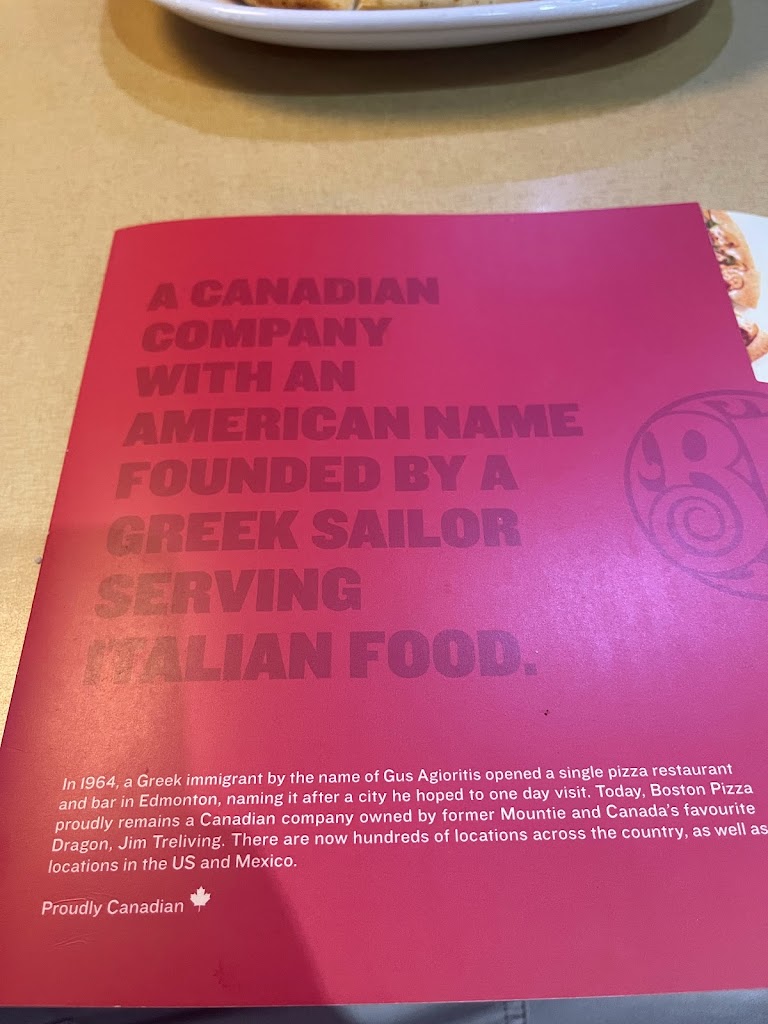 A CANADIAN
COMPANY
WITH AN
AMERICAN NAME
FOUNDED BY A
GREEK SAILOR
SERVING
ITALIAN FOOD.
In 1964, a Greek immigrant by the name of Gus Agioritis opened a single pizza restaurant
and bar in Edmonton, naming it after a city he hoped to one day visit. Today, Boston Pizza
proudly remains a Canadian company owned by former Mountie and Canada's favourite
Dragon, Jim Treliving. There are now hundreds of locations across the country, as well as
locations in the US and Mexico.
Proudly Canadian